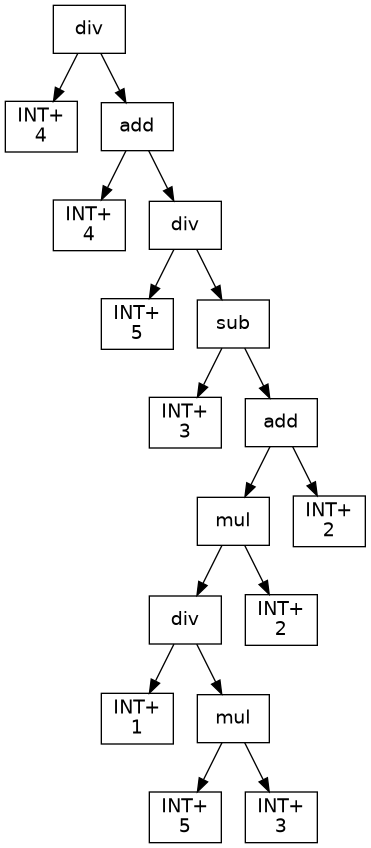 div
INT+
4
add
INT+
4
div
INT+
5
sub
INT+
3
add
mul
INT+
2
div
INT+
2
INT+
1
mul
INT+
5
INT+
3